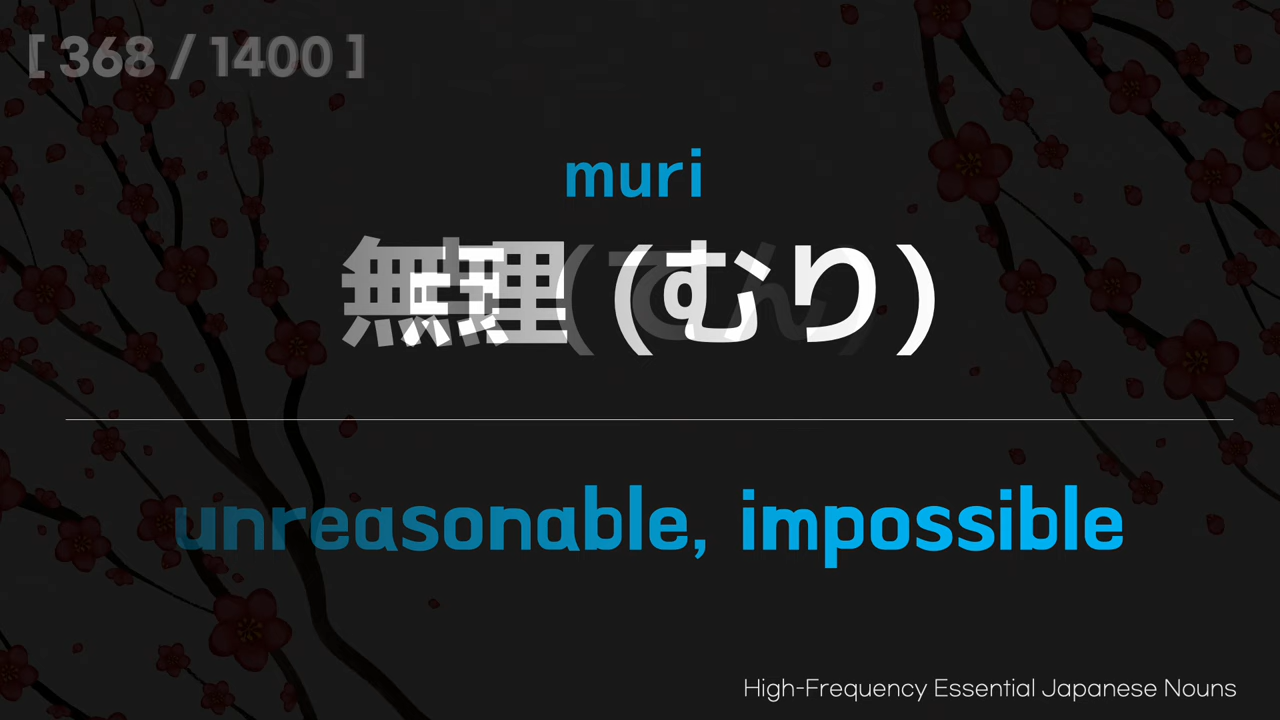 [ 368 / 1400 ]
muri
無理 (むり)
unreasonable, impossible
High-Frequency Essential Japanese Nouns